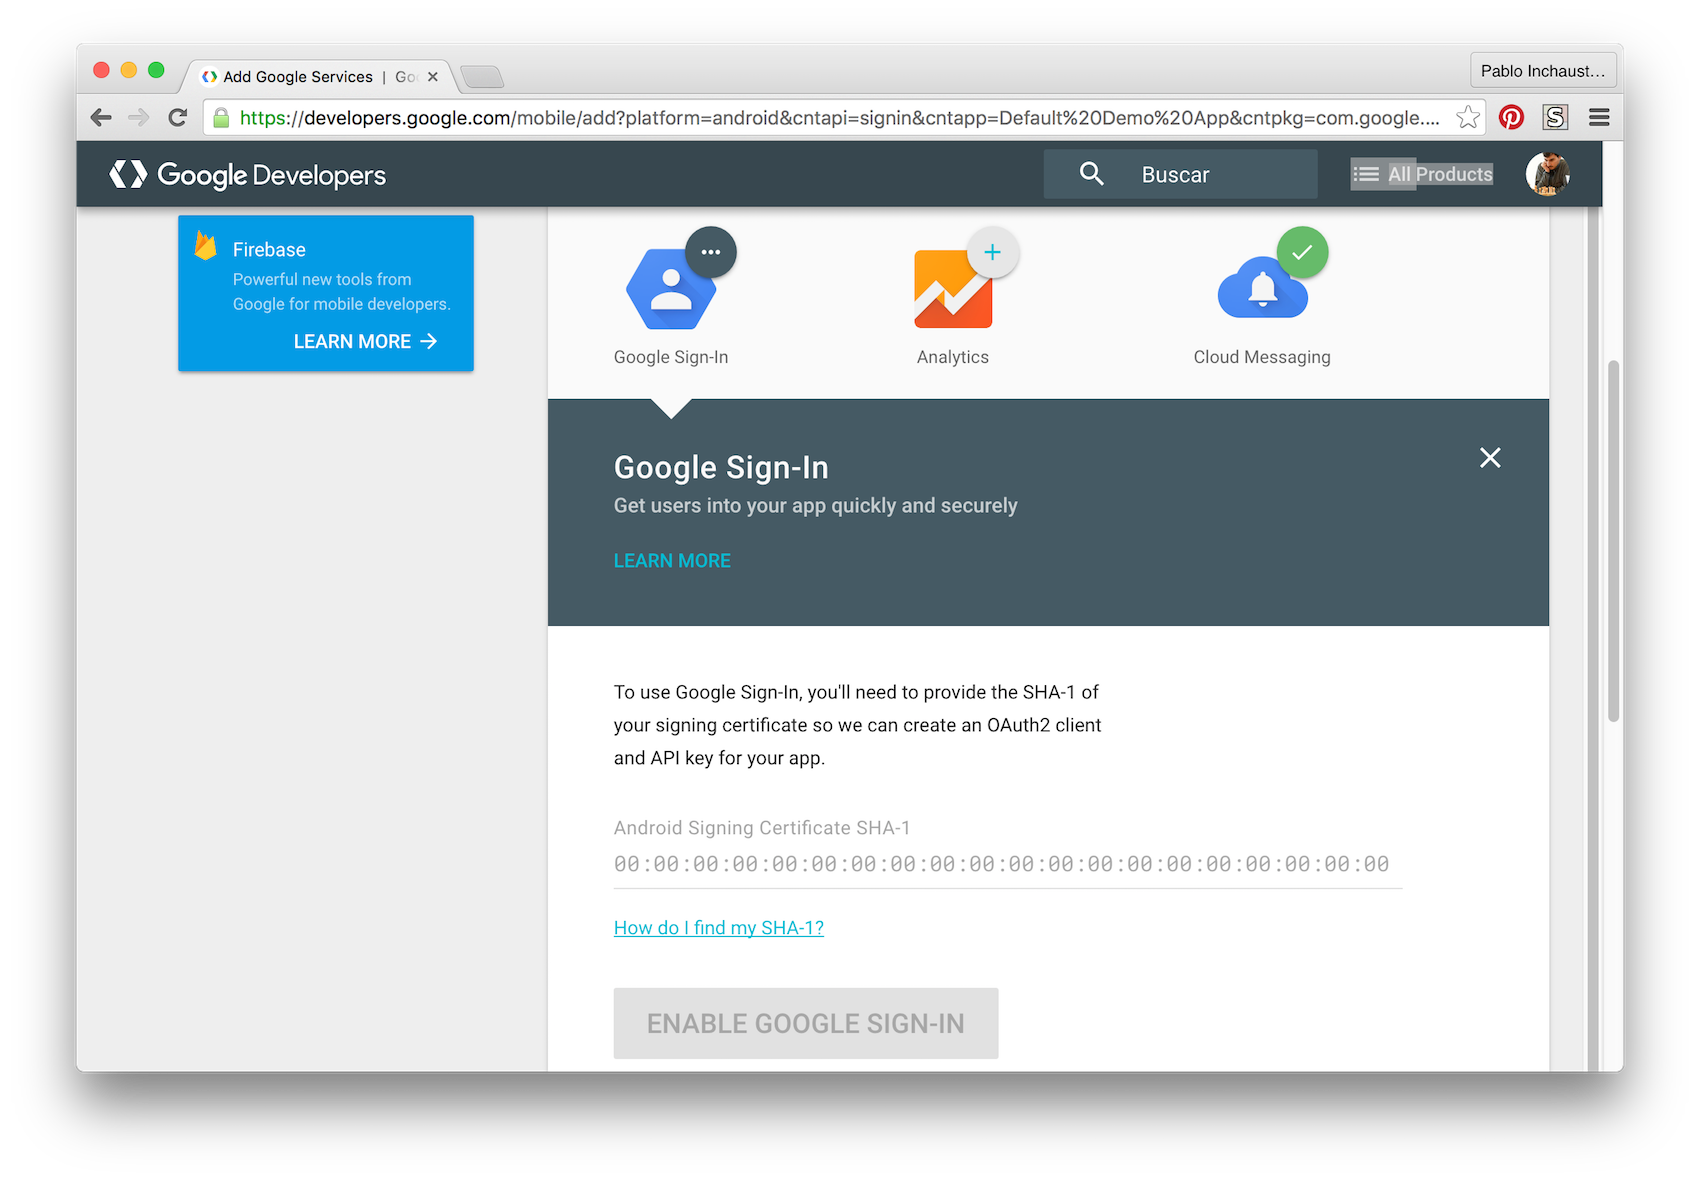 Add Google Services | Go
Pablo Inchaust...
https://developers.google.com/mobile/add?platform=android&cntapi=signin&cntapp=Default%20Demo%20App&cntpkg=com.google....
Google Developers
Buscar
All Products
Firebase
Powerful new tools from
Google for mobile developers.
LEARN MORE
Google Sign-In
Analytics
Cloud Messaging
Google Sign-In
Get users into your app quickly and securely
LEARN MORE
To use Google Sign-In, you'll need to provide the SHA-1 of
your signing certificate so we can create an OAuth2 client
and API key for your app.
Android Signing Certificate SHA-1
00:00:00:00:00:00:00:00:00:00:00:00:00:00:00:00:00:00:00:00
How do I find my SHA-1?
ENABLE GOOGLE SIGN-IN